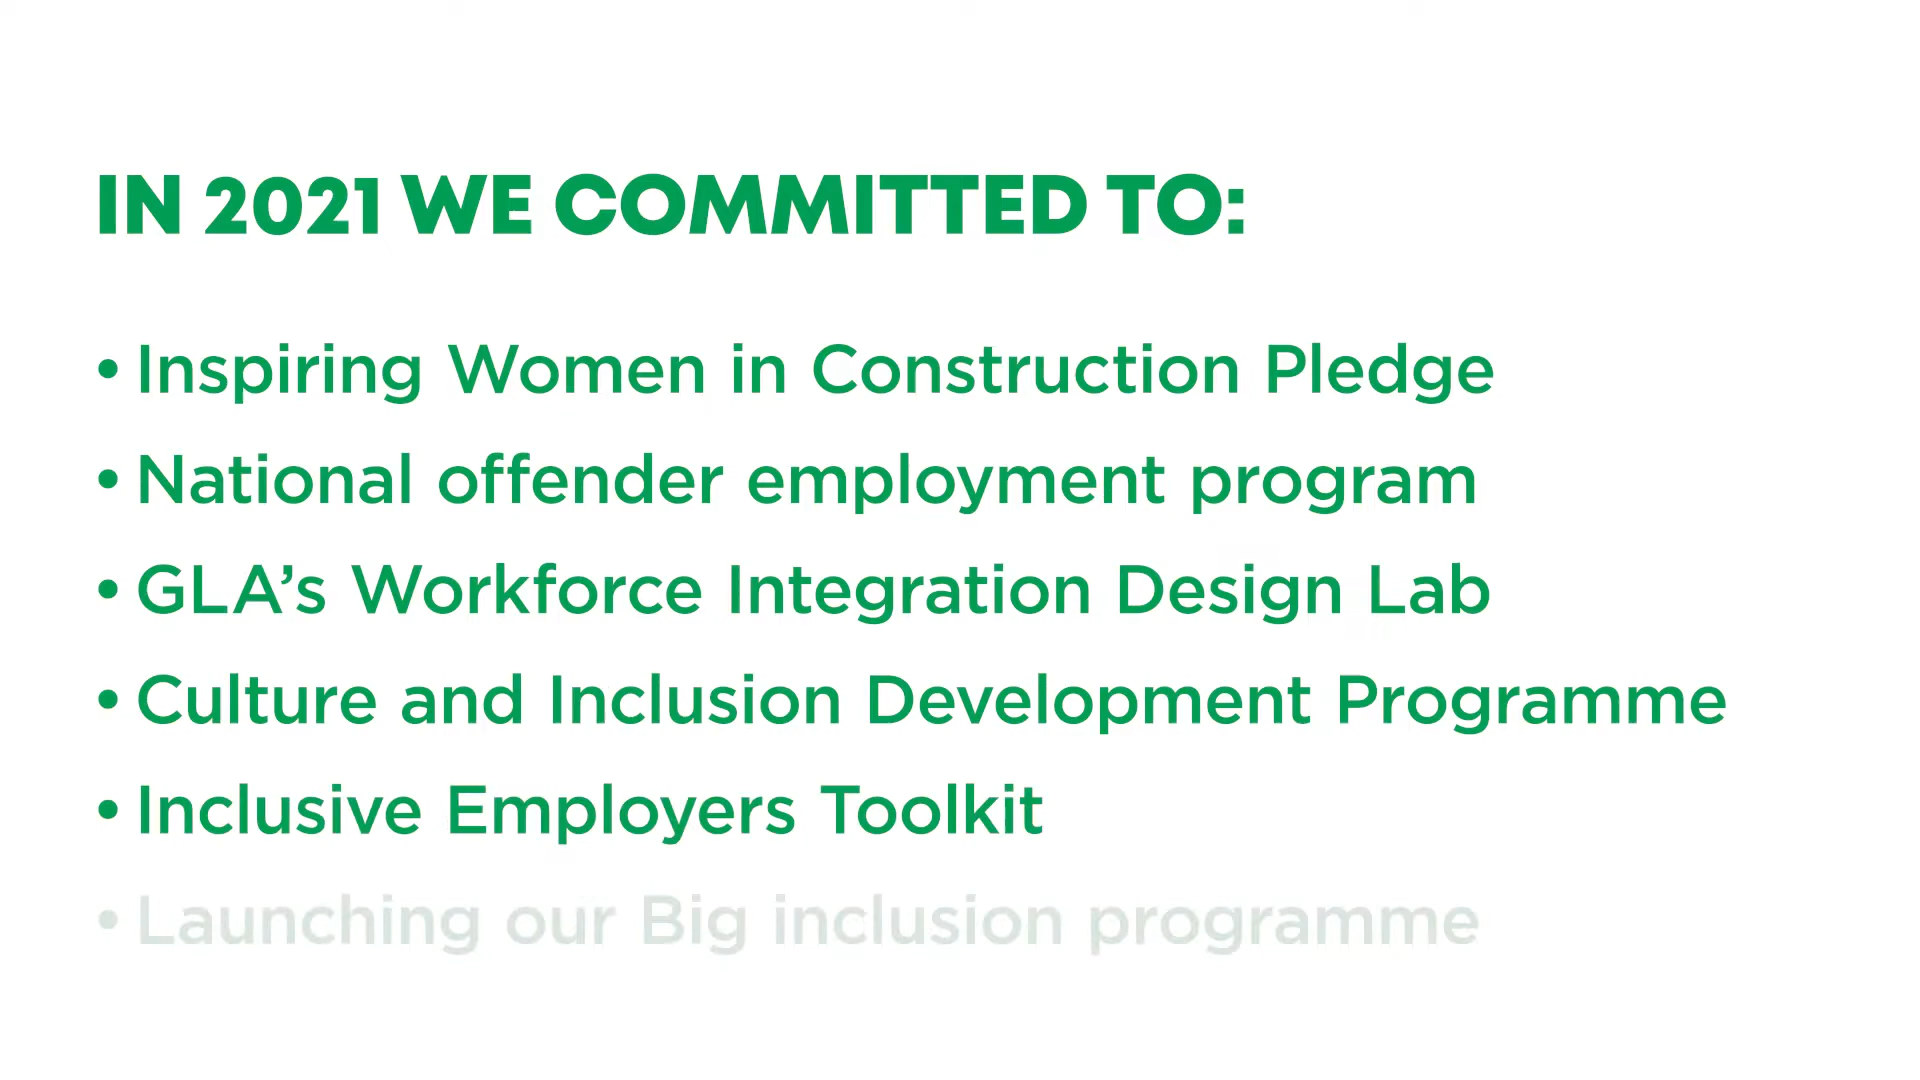 IN 2021 WE COMMITTED TO:
• Inspiring Women in Construction Pledge
• National offender employment program
• GLA’s Workforce Integration Design Lab
• Culture and Inclusion Development Programme
• Inclusive Employers Toolkit
• Launching our Big inclusion programme